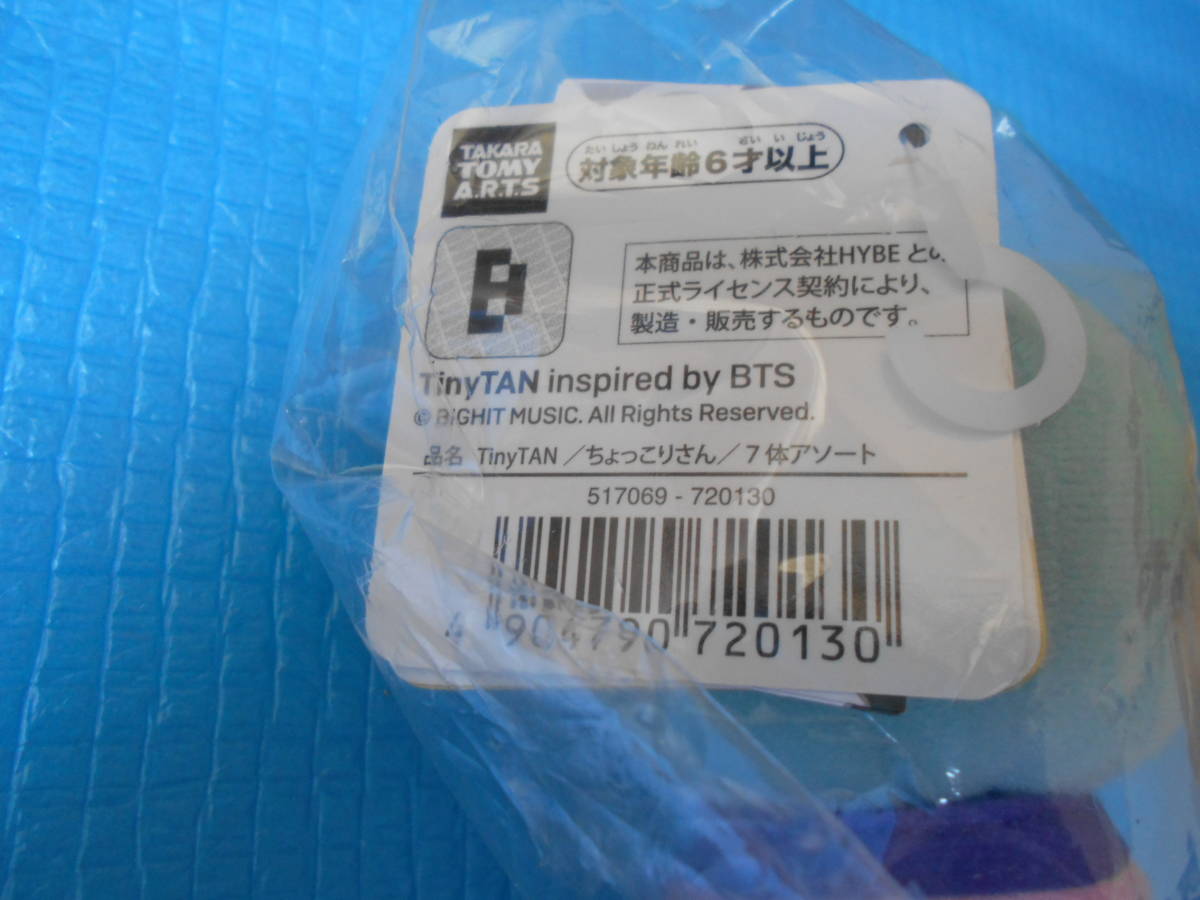 TAKARA
TOMY
A.R.T.S
たいしょうねんれい さいいじょう
対象年齢6才以上
B
本商品は、株式会社HYBEとの
正式ライセンス契約により、
製造・販売するものです。
TinyTAN inspired by BTS
© BIGHIT MUSIC. All Rights Reserved.
品名 TinyTAN／ちょっこりさん／7体アソート
517069 - 720130
4 904790 720130